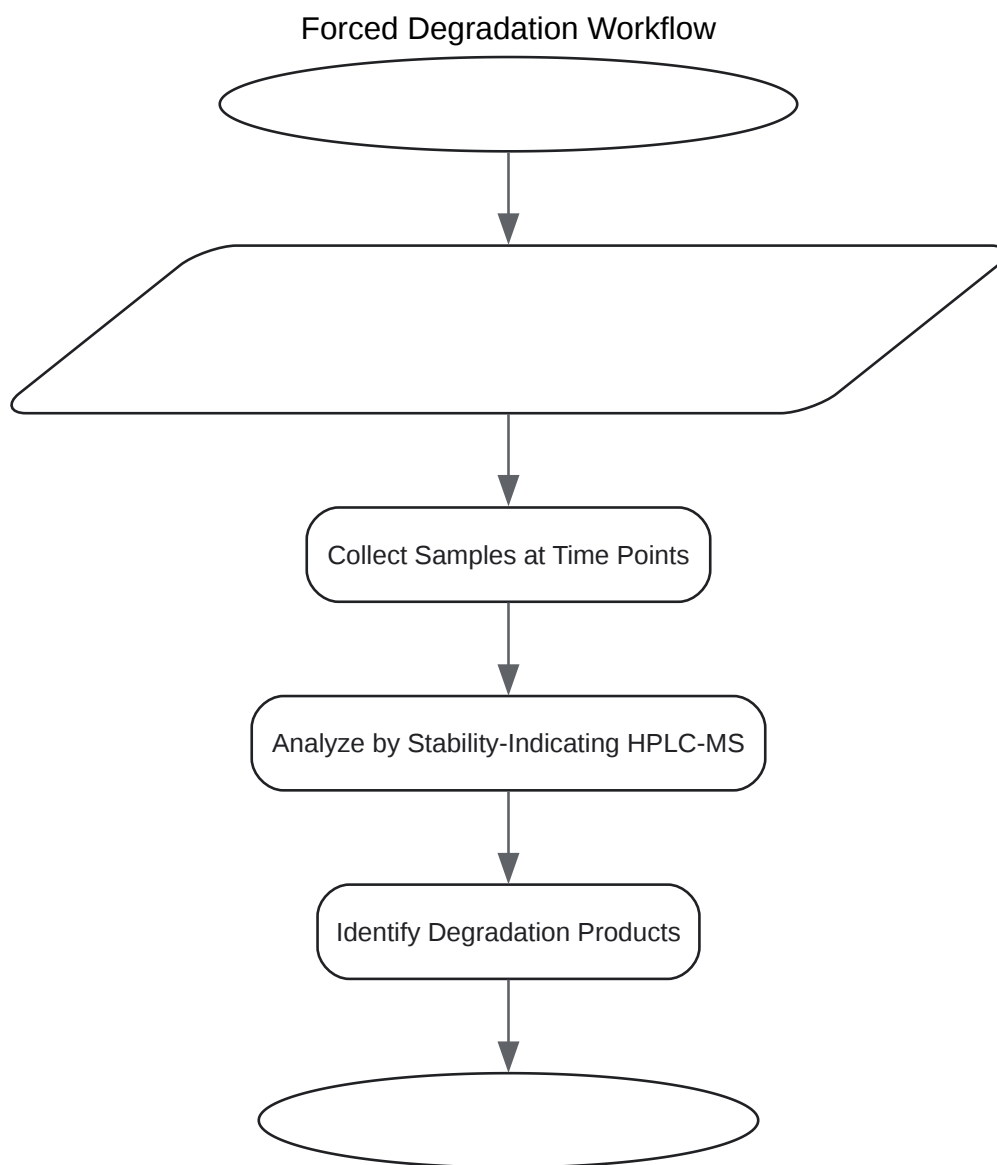 Forced Degradation Workflow
Collect Samples at Time Points
Analyze by Stability-Indicating HPLC-MS
Identify Degradation Products